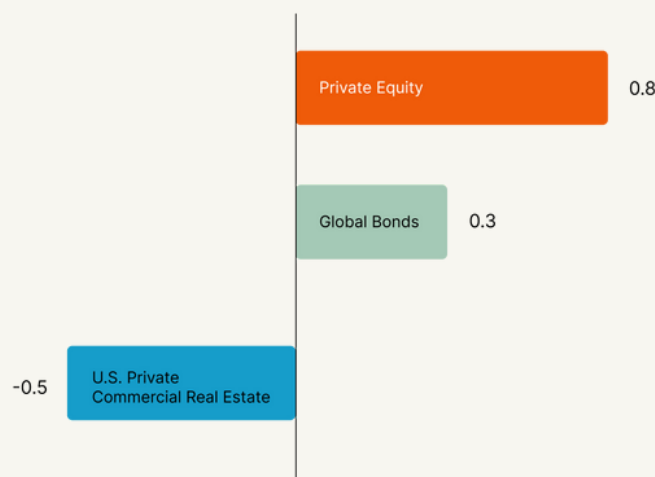 Private Equity
0.8
Global Bonds
0.3
-0.5
U.S. Private
Commercial Real Estate